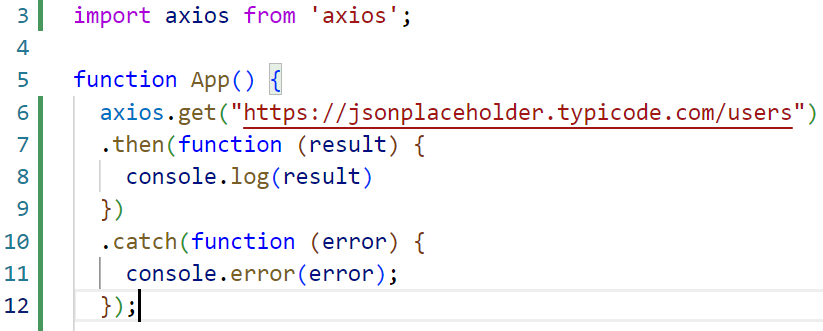 3 import axios from 'axios';
4
5 function App() {
6 axios.get("https://jsonplaceholder.typicode.com/users")
7 .then(function (result) {
8 console.log(result)
9 })
10 .catch(function (error) {
11 console.error(error);
12 });